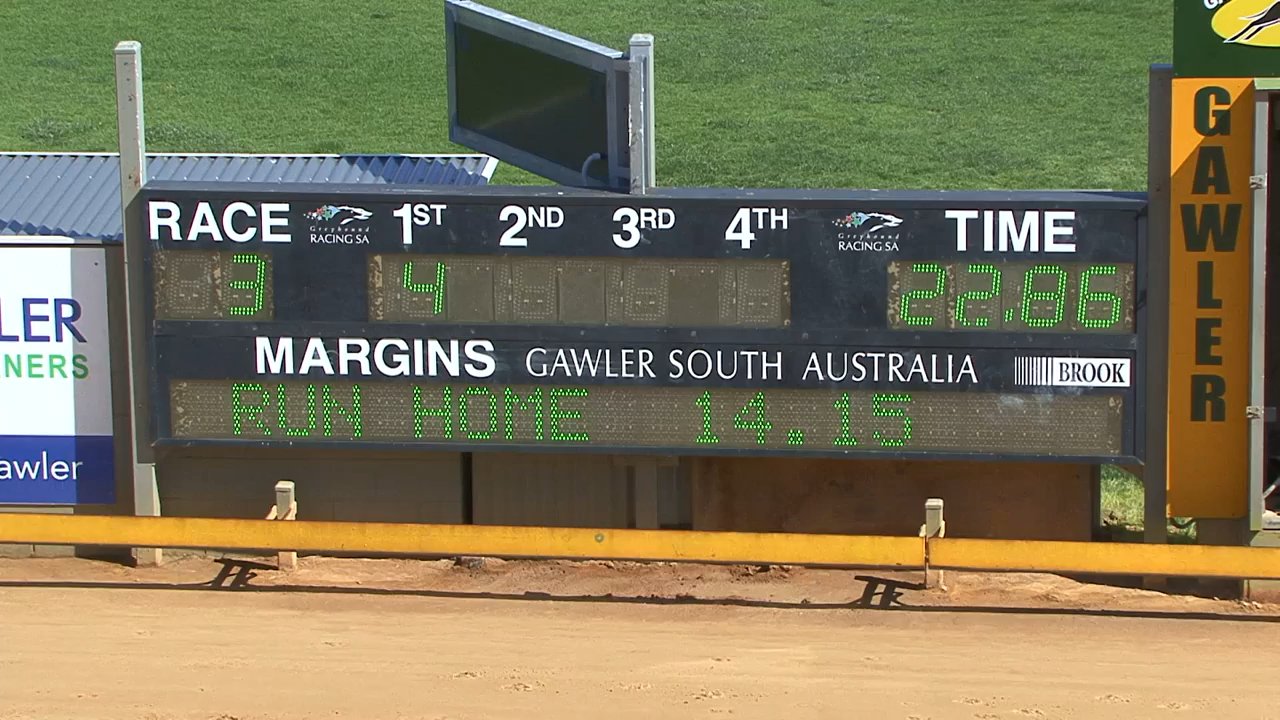 RACE
Greyhound
RACING SA
1ST
2ND
3RD
4TH
Greyhound
RACING SA
TIME
3
4
22.86
MARGINS
GAWLER SOUTH AUSTRALIA
BROOK
RUN HOME 14.15
LER
NERS
awler
GAWLER